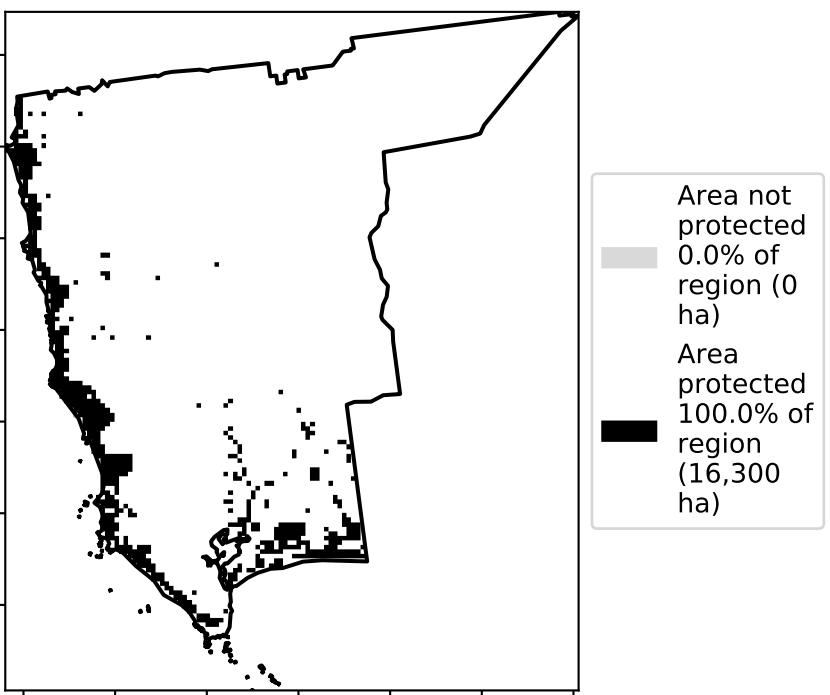 Area not
protected
0.0% of
region (0
ha)
Area
protected
100.0% of
region
(16,300
ha)